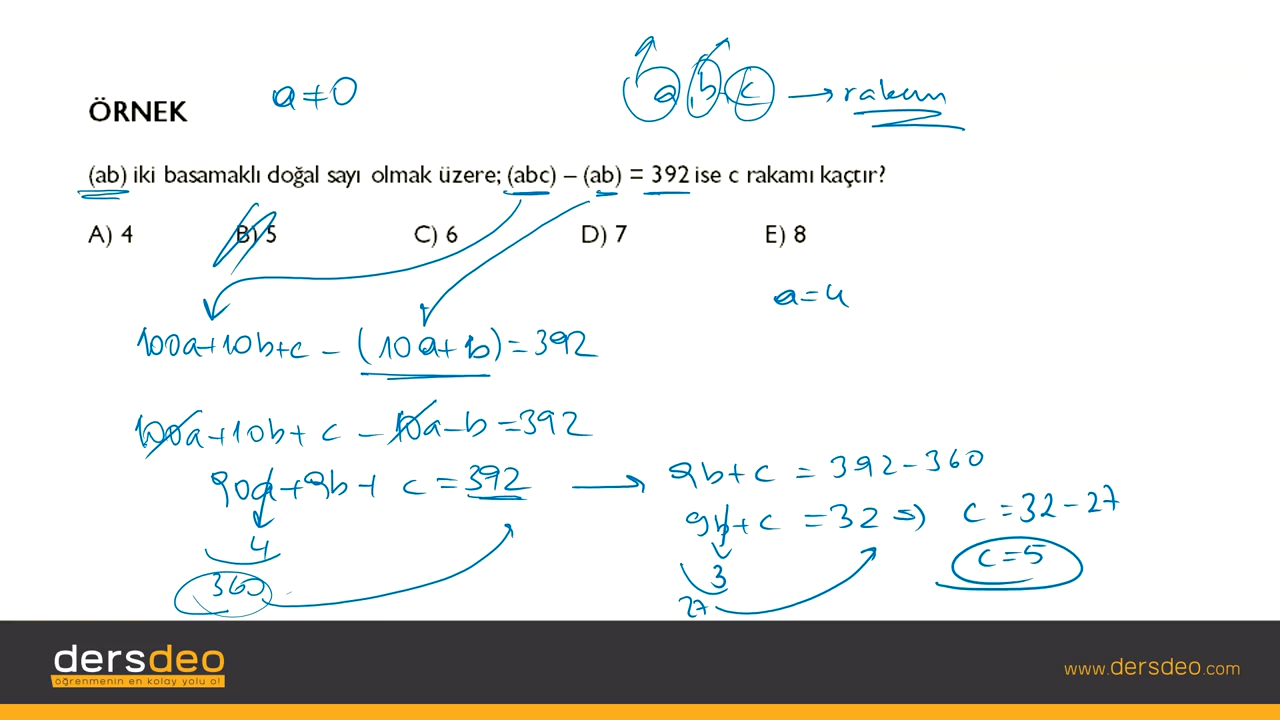 a≠0
abc → rakam
ÖRNEK
(ab) iki basamaklı doğal sayı olmak üzere; (abc) – (ab) = 392 ise c rakamı kaçtır?
A) 4 B) 5 C) 6 D) 7 E) 8
a=4
100a+10b+c – (10a+b)=392
100a+10b+c – 10a–b=392
90a+9b+c=392 → 9b+c=392–360
9b+c=32 ⇒ c=32–27
4
c=5
3
360
27
dersdeo
öğrenmenin en kolay yolu o!
www.dersdeo.com